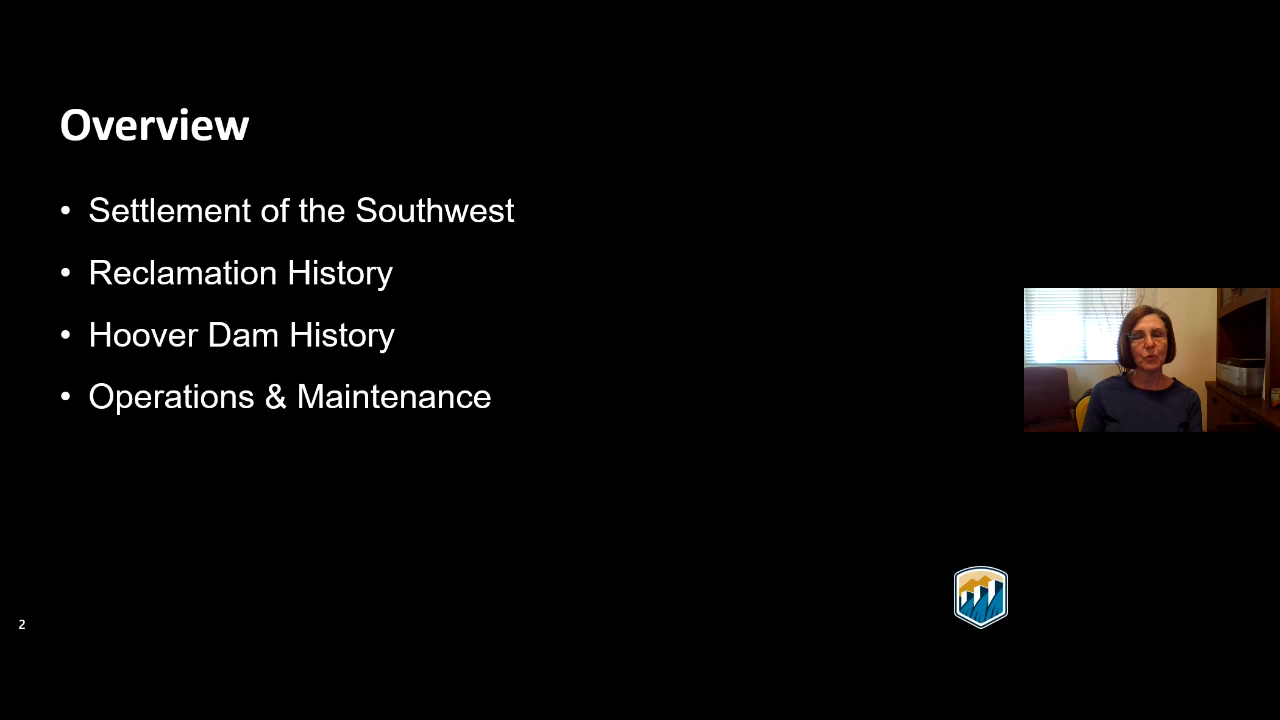 Overview
• Settlement of the Southwest
• Reclamation History
• Hoover Dam History
• Operations & Maintenance
2